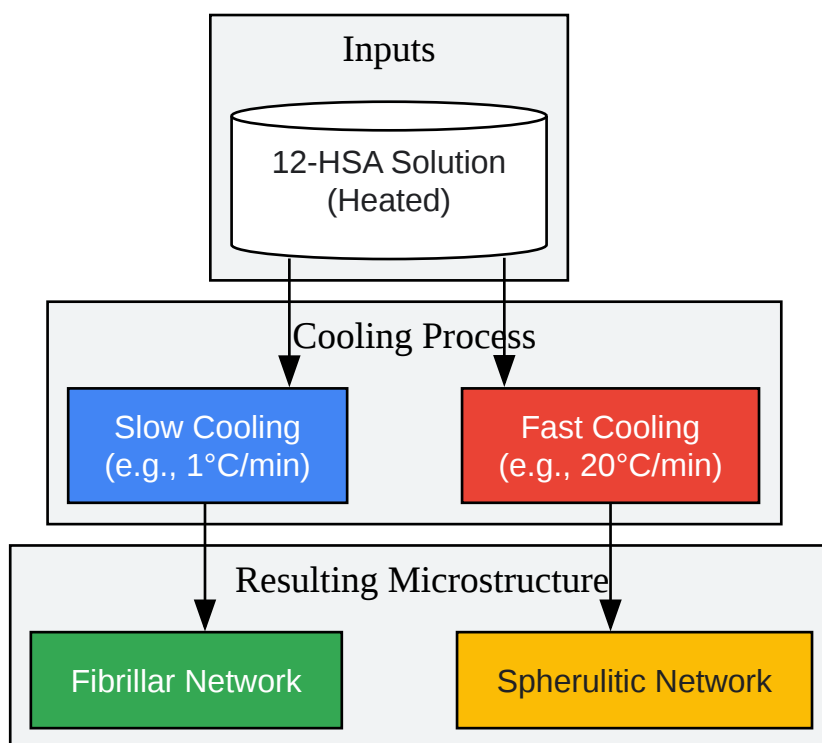 Inputs
12-HSA Solution
(Heated)
Cooling Process
Slow Cooling
(e.g., 1°C/min)
Fast Cooling
(e.g., 20°C/min)
Resulting Microstructure
Fibrillar Network
Spherulitic Network